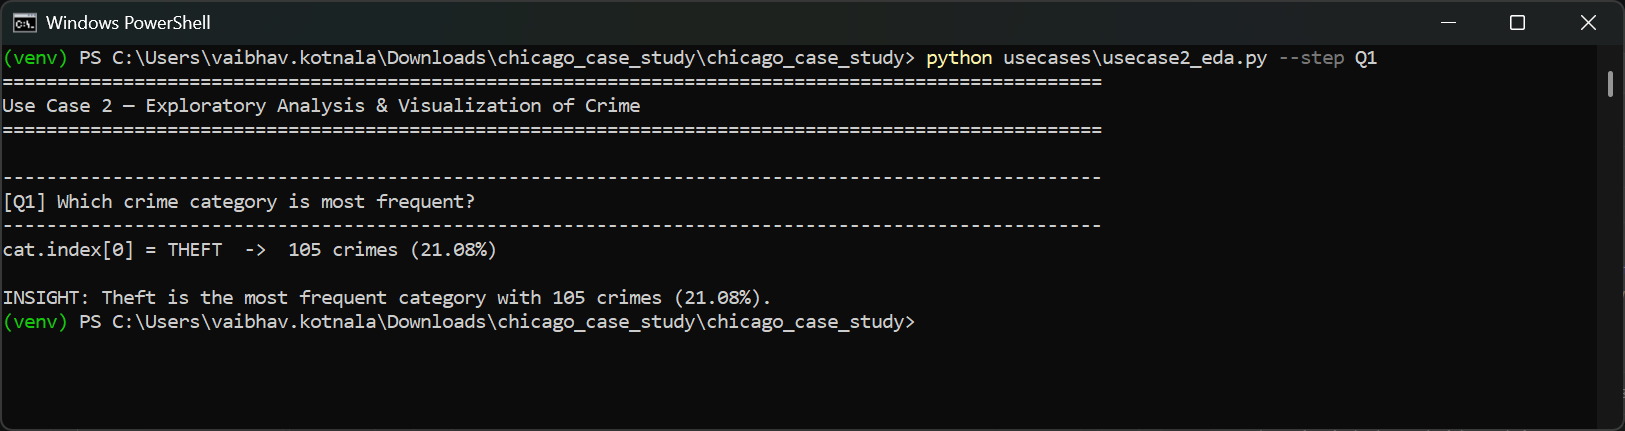 Windows PowerShell
(venv) PS C:\Users\vaibhav.kotnala\Downloads\chicago_case_study\chicago_case_study> python usecases\usecase2_eda.py --step Q1
====================================================================================================
Use Case 2 — Exploratory Analysis & Visualization of Crime
====================================================================================================
----------------------------------------------------------------------------------------------------
[Q1] Which crime category is most frequent?
----------------------------------------------------------------------------------------------------
cat.index[0] = THEFT  ->  105 crimes (21.08%)
INSIGHT: Theft is the most frequent category with 105 crimes (21.08%).
(venv) PS C:\Users\vaibhav.kotnala\Downloads\chicago_case_study\chicago_case_study>